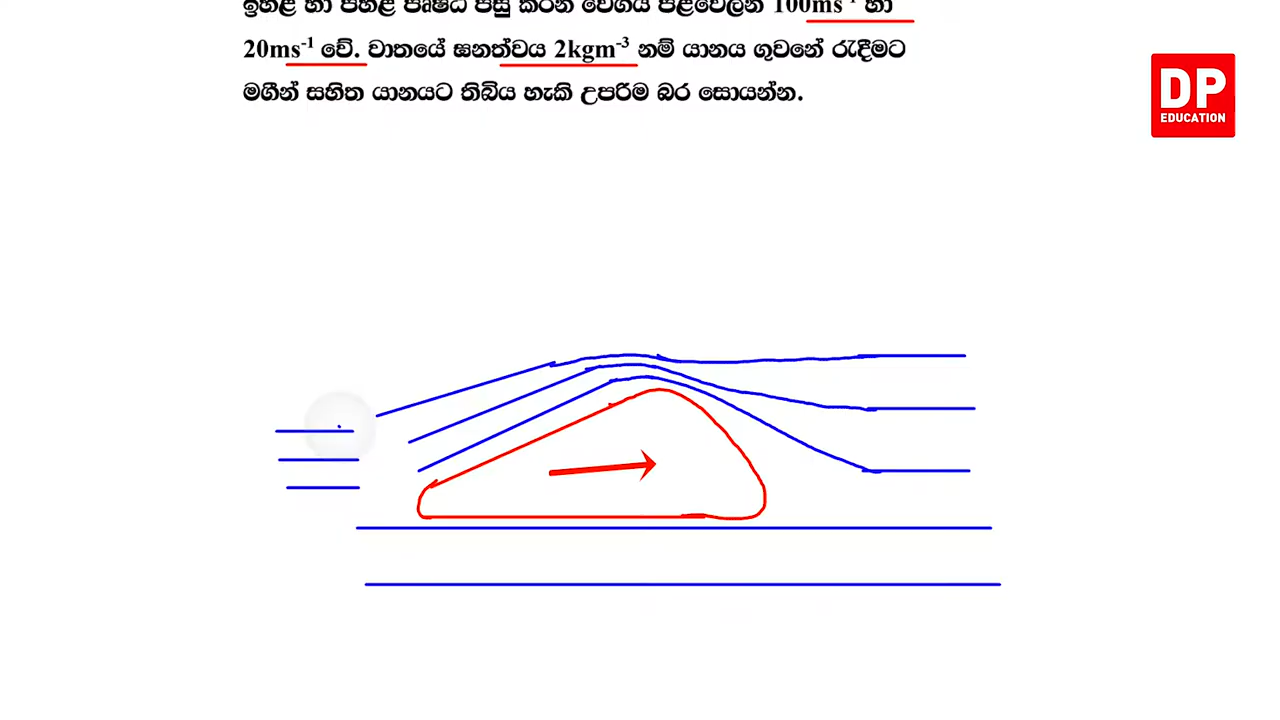 ඉහළ හා පහළ පෘෂ්ඨ පසු කරන වේගය පිළිවෙලින් 100ms⁻¹ හා
20ms⁻¹ වේ. වාතයේ ඝනත්වය 2kgm⁻³ නම් යානය ගුවනේ රැදීමට
මගීන් සහිත යානයට තිබිය හැකි උපරිම බර සොයන්න.
DP
EDUCATION